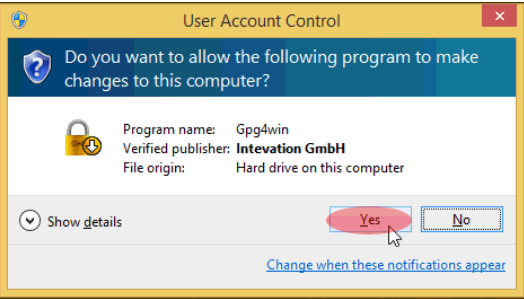 User Account Control
Do you want to allow the following program to make
changes to this computer?
Program name: Gpg4win
Verified publisher: Intevation GmbH
File origin: Hard drive on this computer
Show details
Yes
No
Change when these notifications appear